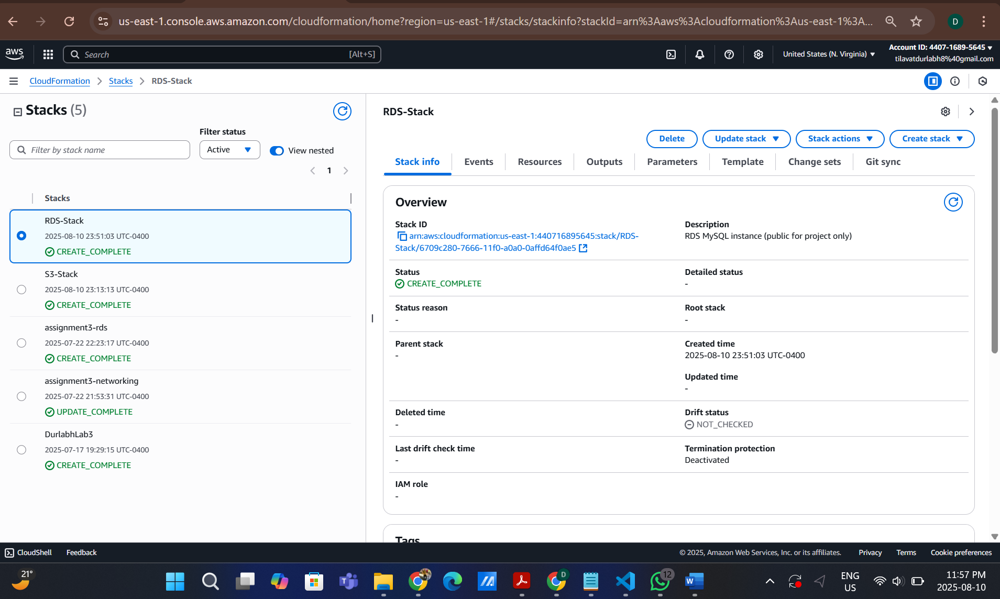 us-east-1.console.aws.amazon.com/cloudformation/home?region=us-east-1#/stacks/stackinfo?stackId=arn%3Aaws%3Acloudformation%3Aus-east-1%3A...
D
aws
Search
[Alt+S]
United States (N. Virginia)
Account ID: 4407-1689-5645
tilavatdurlabh8%40gmail.com
CloudFormation
Stacks
RDS-Stack
Stacks (5)
Filter status
Filter by stack name
Active
View nested
1
Stacks
RDS-Stack
2025-08-10 23:51:03 UTC-0400
CREATE_COMPLETE
S3-Stack
2025-08-10 23:13:13 UTC-0400
CREATE_COMPLETE
assignment3-rds
2025-07-22 22:23:17 UTC-0400
CREATE_COMPLETE
assignment3-networking
2025-07-22 21:53:31 UTC-0400
UPDATE_COMPLETE
DurlabhLab3
2025-07-17 19:29:15 UTC-0400
CREATE_COMPLETE
RDS-Stack
Delete
Update stack
Stack actions
Create stack
Stack info
Events
Resources
Outputs
Parameters
Template
Change sets
Git sync
Overview
Stack ID
arn:aws:cloudformation:us-east-1:440716895645:stack/RDS-
Stack/6709c280-7666-11f0-a0a0-0affd64f0ae5
Description
RDS MySQL instance (public for project only)
Status
CREATE_COMPLETE
Detailed status
-
Status reason
-
Root stack
-
Parent stack
-
Created time
2025-08-10 23:51:03 UTC-0400
Updated time
-
Deleted time
-
Drift status
NOT_CHECKED
Last drift check time
-
Termination protection
Deactivated
IAM role
-
Tags
CloudShell
Feedback
© 2025, Amazon Web Services, Inc. or its affiliates.
Privacy
Terms
Cookie preferences
21°
D
12
ENG
US
11:57 PM
2025-08-10